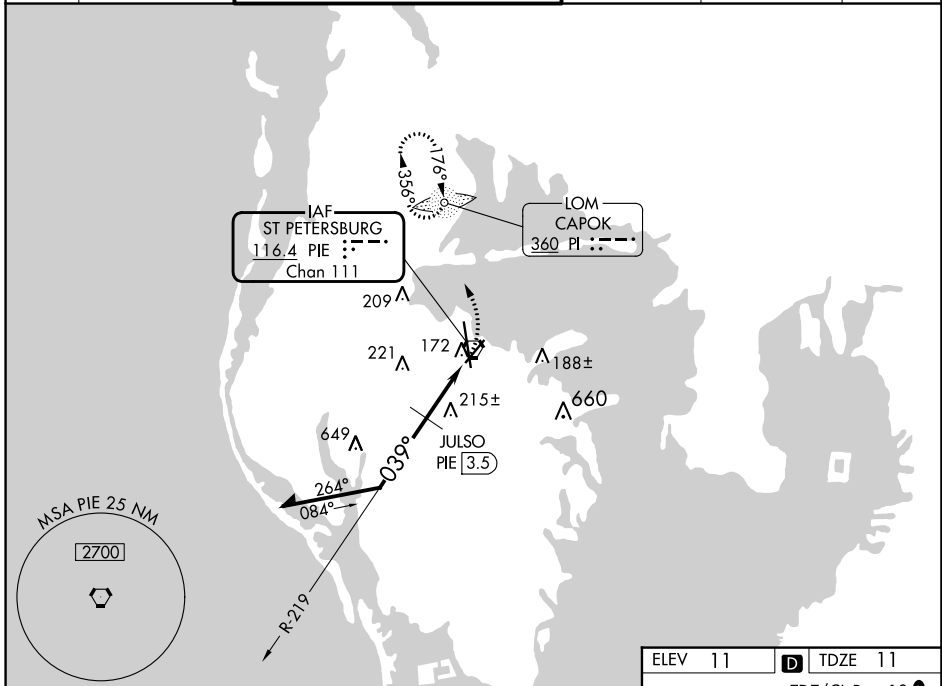 176°
356°
IAF
ST PETERSBURG
116.4 PIE
Chan 111
LOM
CAPOK
360 PI
209
221
172
188±
215±
660
649
JULSO
PIE 3.5
039°
264°
084°
R-219
MSA PIE 25 NM
2700
ELEV 11
D
TDZE 11